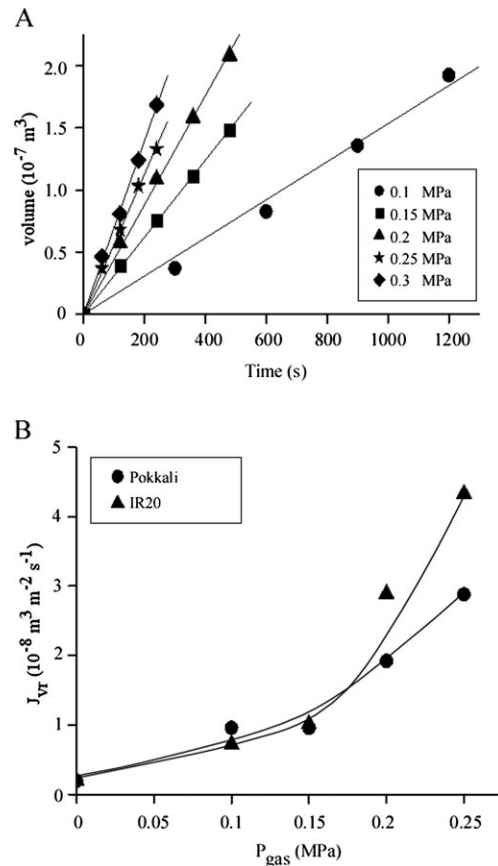 A
volume (10⁻⁷ m³)
2.0
1.5
1.0
0.5
0
0.1 MPa
0.15 MPa
0.2 MPa
0.25 MPa
0.3 MPa
0 200 400 600 800 1000 1200
Time (s)
B
J_vr (10⁻⁸ m³ m⁻² s⁻¹)
5
4
3
2
1
0
Pokkali
IR20
0 0.05 0.1 0.15 0.2 0.25
P_gas (MPa)